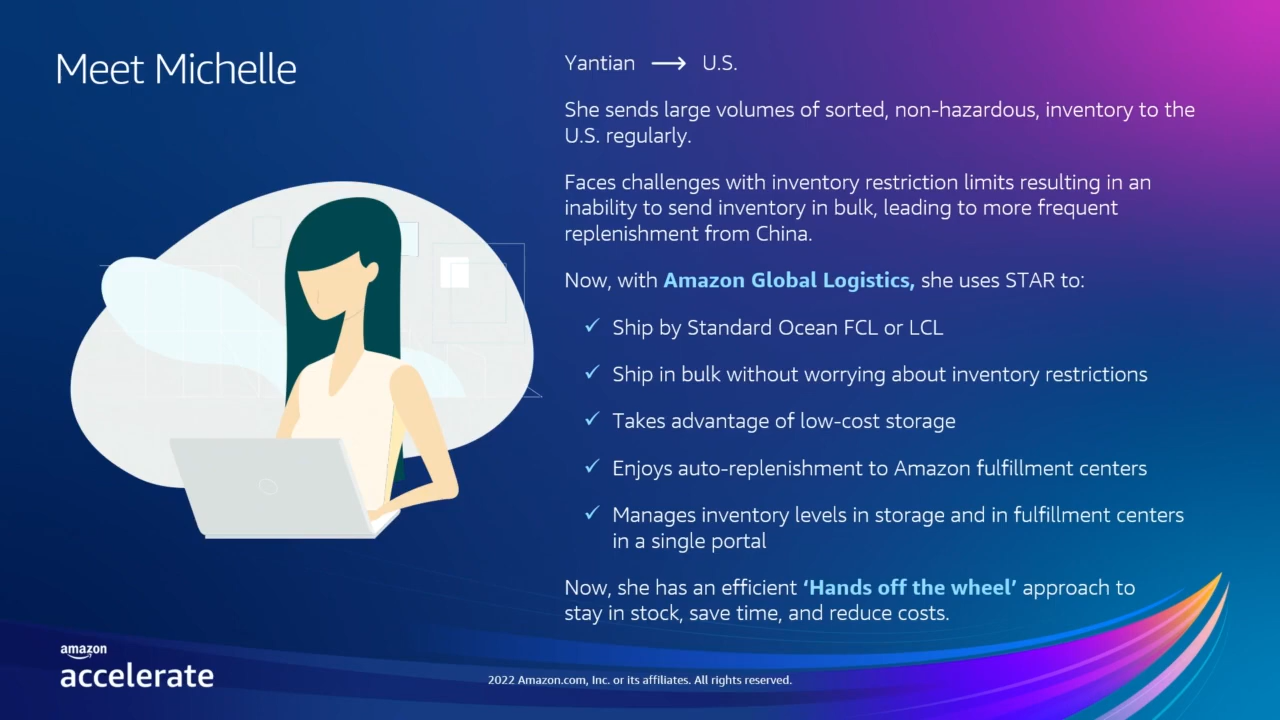 Meet Michelle
Yantian → U.S.
She sends large volumes of sorted, non-hazardous, inventory to the
U.S. regularly.
Faces challenges with inventory restriction limits resulting in an
inability to send inventory in bulk, leading to more frequent
replenishment from China.
Now, with Amazon Global Logistics, she uses STAR to:
✓ Ship by Standard Ocean FCL or LCL
✓ Ship in bulk without worrying about inventory restrictions
✓ Takes advantage of low-cost storage
✓ Enjoys auto-replenishment to Amazon fulfillment centers
✓ Manages inventory levels in storage and in fulfillment centers
in a single portal
Now, she has an efficient ‘Hands off the wheel’ approach to
stay in stock, save time, and reduce costs.
amazon
accelerate
2022 Amazon.com, Inc. or its affiliates. All rights reserved.